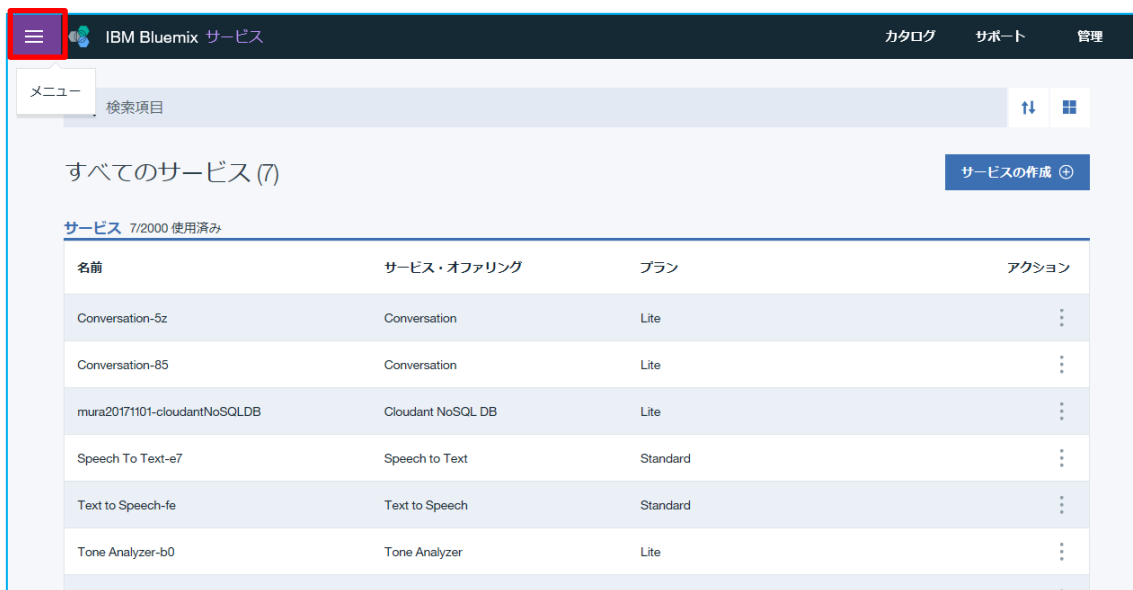 IBM Bluemix サービス カタログ サポート 管理
メニュー
検索項目
すべてのサービス (7) サービスの作成
サービス 7/2000 使用済み
名前 サービス・オファリング プラン アクション
Conversation-5z Conversation Lite
Conversation-85 Conversation Lite
mura20171101-cloudantNoSQLDB Cloudant NoSQL DB Lite
Speech To Text-e7 Speech to Text Standard
Text to Speech-fe Text to Speech Standard
Tone Analyzer-b0 Tone Analyzer Lite